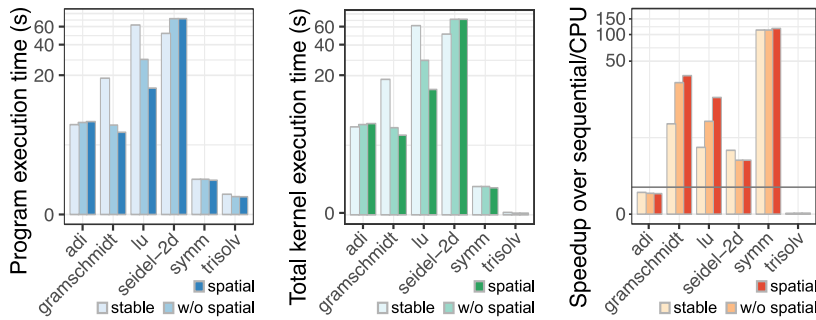 Program execution time (s)
60
40
20
0
adi
gramschmidt
lu
seidel−2d
symm
trisolv
spatial
stable
w/o spatial
Total kernel execution time (s)
60
40
20
0
adi
gramschmidt
lu
seidel−2d
symm
trisolv
spatial
stable
w/o spatial
Speedup over sequential/CPU
150
100
50
0
adi
gramschmidt
lu
seidel−2d
symm
trisolv
spatial
stable
w/o spatial